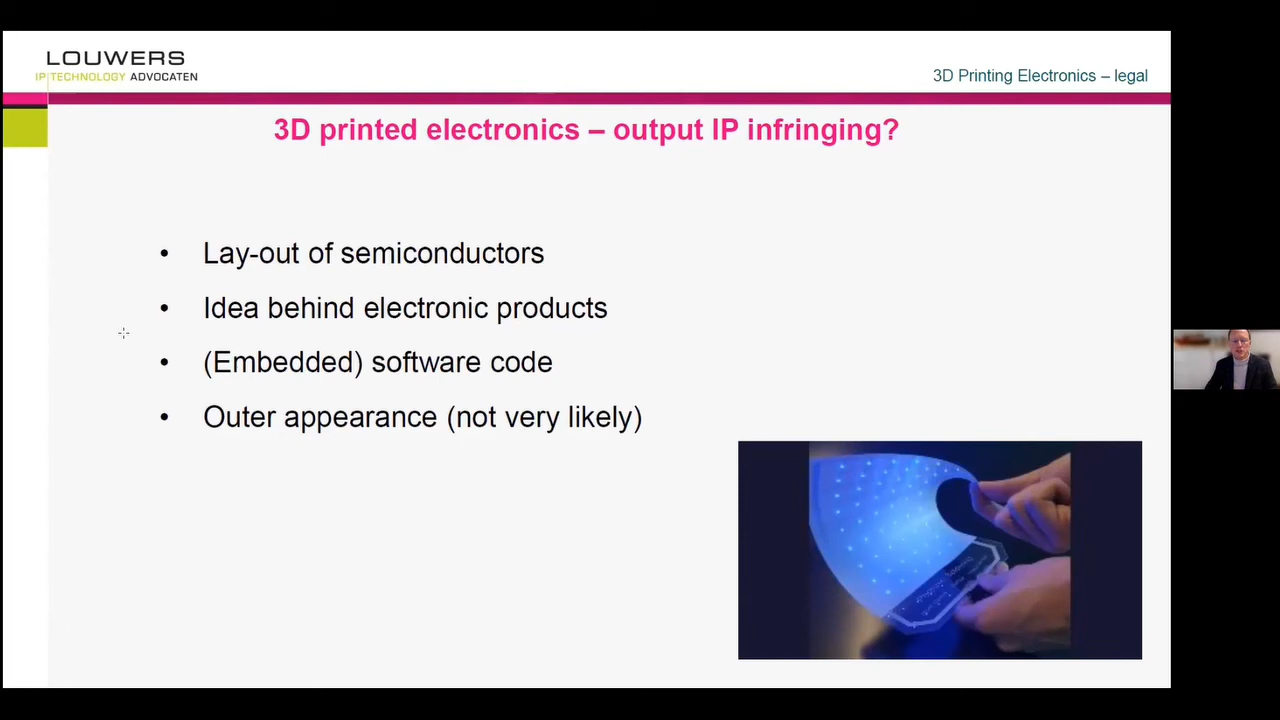 LOUWERS
IP TECHNOLOGY ADVOCATEN
3D Printing Electronics – legal
3D printed electronics – output IP infringing?
• Lay-out of semiconductors
• Idea behind electronic products
• (Embedded) software code
• Outer appearance (not very likely)